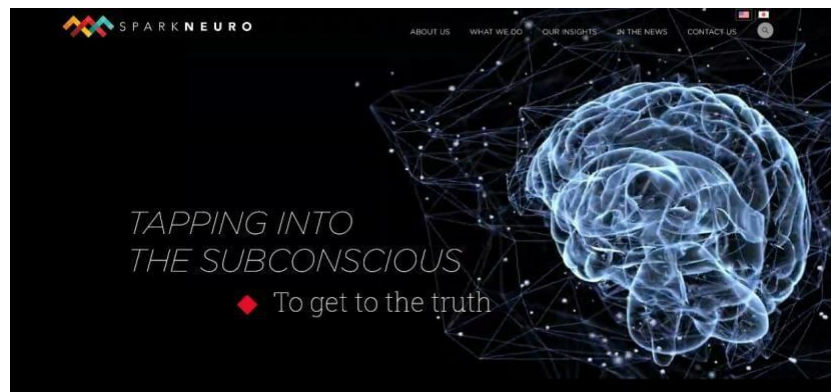 SPARKNEURO
ABOUT US WHAT WE DO OUR INSIGHTS IN THE NEWS CONTACT US
TAPPING INTO
THE SUBCONSCIOUS
To get to the truth